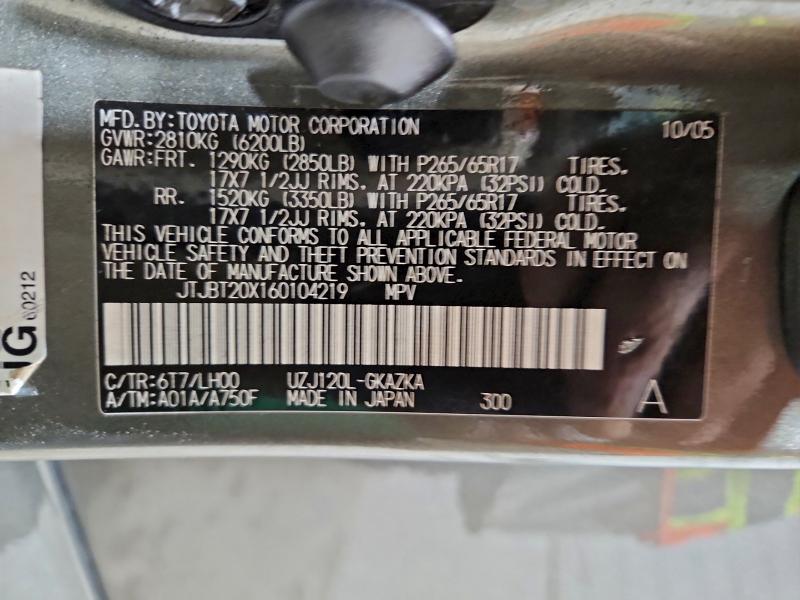 MFD. BY: TOYOTA MOTOR CORPORATION 10/05
GVWR: 2810KG (6200LB)
GAWR: FRT. 1290KG (2850LB) WITH P265/65R17 TIRES.
17X7 1/2JJ RIMS. AT 220KPA (32PSI) COLD.
RR. 1520KG (3350LB) WITH P265/65R17 TIRES.
17X7 1/2JJ RIMS. AT 220KPA (32PSI) COLD.
THIS VEHICLE CONFORMS TO ALL APPLICABLE FEDERAL MOTOR
VEHICLE SAFETY AND THEFT PREVENTION STANDARDS IN EFFECT ON
THE DATE OF MANUFACTURE SHOWN ABOVE.
JTJBT20X160104219 MPV
C/TR: 6T7/LH00 UZJ120L-GKAZKA
A/TM: A01A/A750F MADE IN JAPAN 300 A
60212